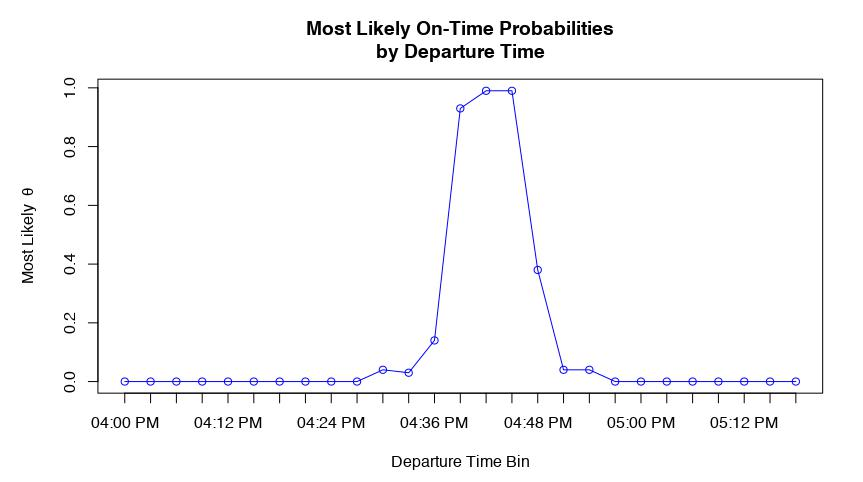 Most Likely On-Time Probabilities
by Departure Time
1.0
0.8
0.6
0.4
0.2
0.0
Most Likely θ
04:00 PM 04:12 PM 04:24 PM 04:36 PM 04:48 PM 05:00 PM 05:12 PM
Departure Time Bin